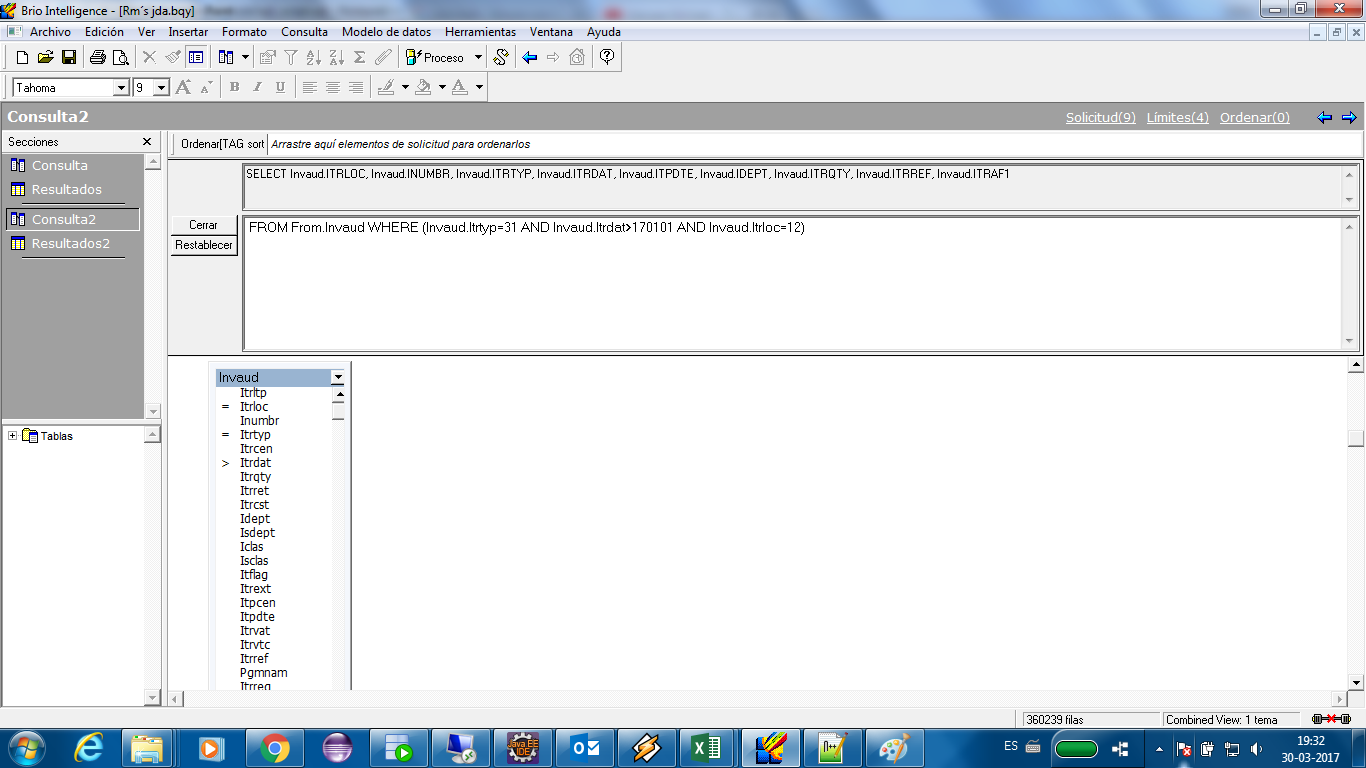 Brio Intelligence - [Rm´s jda.bqy]
Archivo Edición Ver Insertar Formato Consulta Modelo de datos Herramientas Ventana Ayuda
Proceso
Tahoma 9 A A B I U A
Consulta2 Solicitud(9) Límites(4) Ordenar(0)
Secciones
Consulta
Resultados
Consulta2
Resultados2
Tablas
Ordenar[TAG sort Arrastre aquí elementos de solicitud para ordenarlos
SELECT Invaud.ITRLOC, Invaud.INUMBR, Invaud.ITRTYP, Invaud.ITRDAT, Invaud.ITPDTE, Invaud.IDEPT, Invaud.ITRQTY, Invaud.ITRREF, Invaud.ITRAF1
Cerrar
Restablecer
FROM From.Invaud WHERE (Invaud.Itrtyp=31 AND Invaud.Itrdat>170101 AND Invaud.Itrloc=12)
Invaud
Itrltp
= Itrloc
Inumbr
= Itrtyp
Itrcen
> Itrdat
Itrqty
Itrret
Itrcst
Idept
Isdept
Iclas
Isclas
Itflag
Itrext
Itpcen
Itpdte
Itrvat
Itrvtc
Itrref
Pgmnam
360239 filas Combined View: 1 tema
Java EE
IDE
N++
ES
19:32
30-03-2017